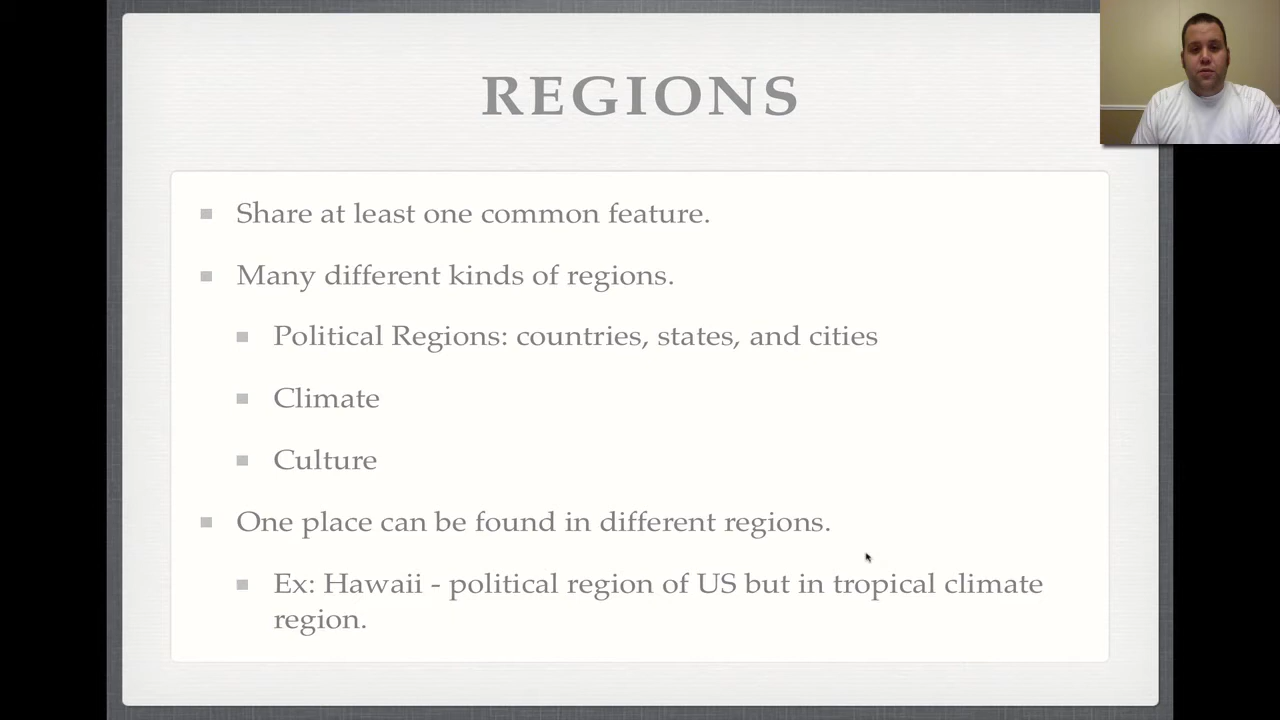 REGIONS
Share at least one common feature.
Many different kinds of regions.
Political Regions: countries, states, and cities
Climate
Culture
One place can be found in different regions.
Ex: Hawaii - political region of US but in tropical climate
region.